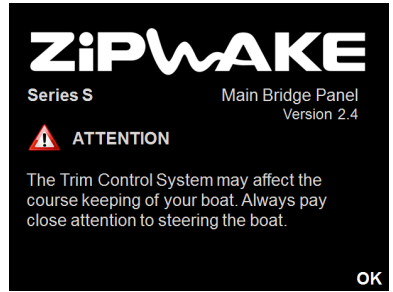 ZiPWAKE
Series S Main Bridge Panel
Version 2.4
ATTENTION
The Trim Control System may affect the
course keeping of your boat. Always pay
close attention to steering the boat.
OK